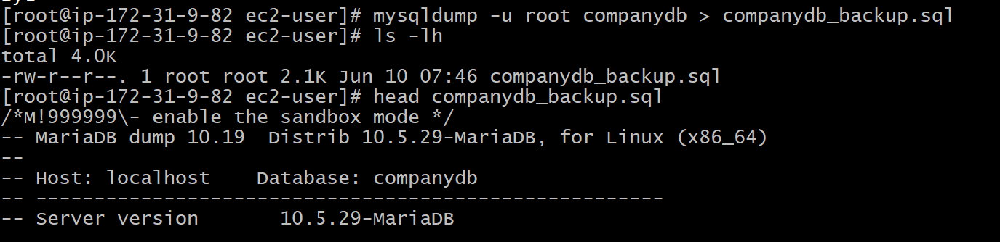 [root@ip-172-31-9-82 ec2-user]# mysqldump -u root companydb > companydb_backup.sql
[root@ip-172-31-9-82 ec2-user]# ls -lh
total 4.0K
-rw-r--r--. 1 root root 2.1K Jun 10 07:46 companydb_backup.sql
[root@ip-172-31-9-82 ec2-user]# head companydb_backup.sql
/*M!999999\- enable the sandbox mode */
-- MariaDB dump 10.19  Distrib 10.5.29-MariaDB, for Linux (x86_64)
--
-- Host: localhost    Database: companydb
-- ------------------------------------------------------
-- Server version       10.5.29-MariaDB